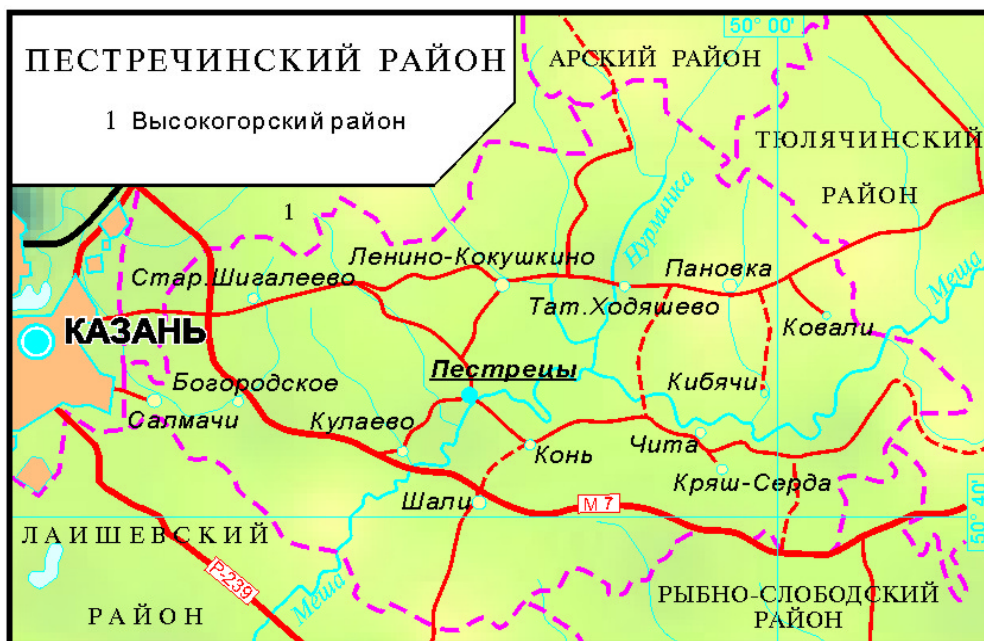 ПЕСТРЕЧИНСКИЙ РАЙОН
1 Высокогорский район
50° 00'
АРСКИЙ РАЙОН
ТЮЛЯЧИНСКИЙ
РАЙОН
1
Нурминка
Меша
Ленино-Кокушкино
Стар.Шигалеево
Пановка
Тат.Ходяшево
Ковали
КАЗАНЬ
Пестрецы
Богородское
Кибячи
Салмачи
Кулаево
Чита
Конь
Кряш-Серда
Шали
М 7
50° 40'
ЛАИШЕВСКИЙ
РАЙОН
Р-239
Меша
РЫБНО-СЛОБОДСКИЙ
РАЙОН